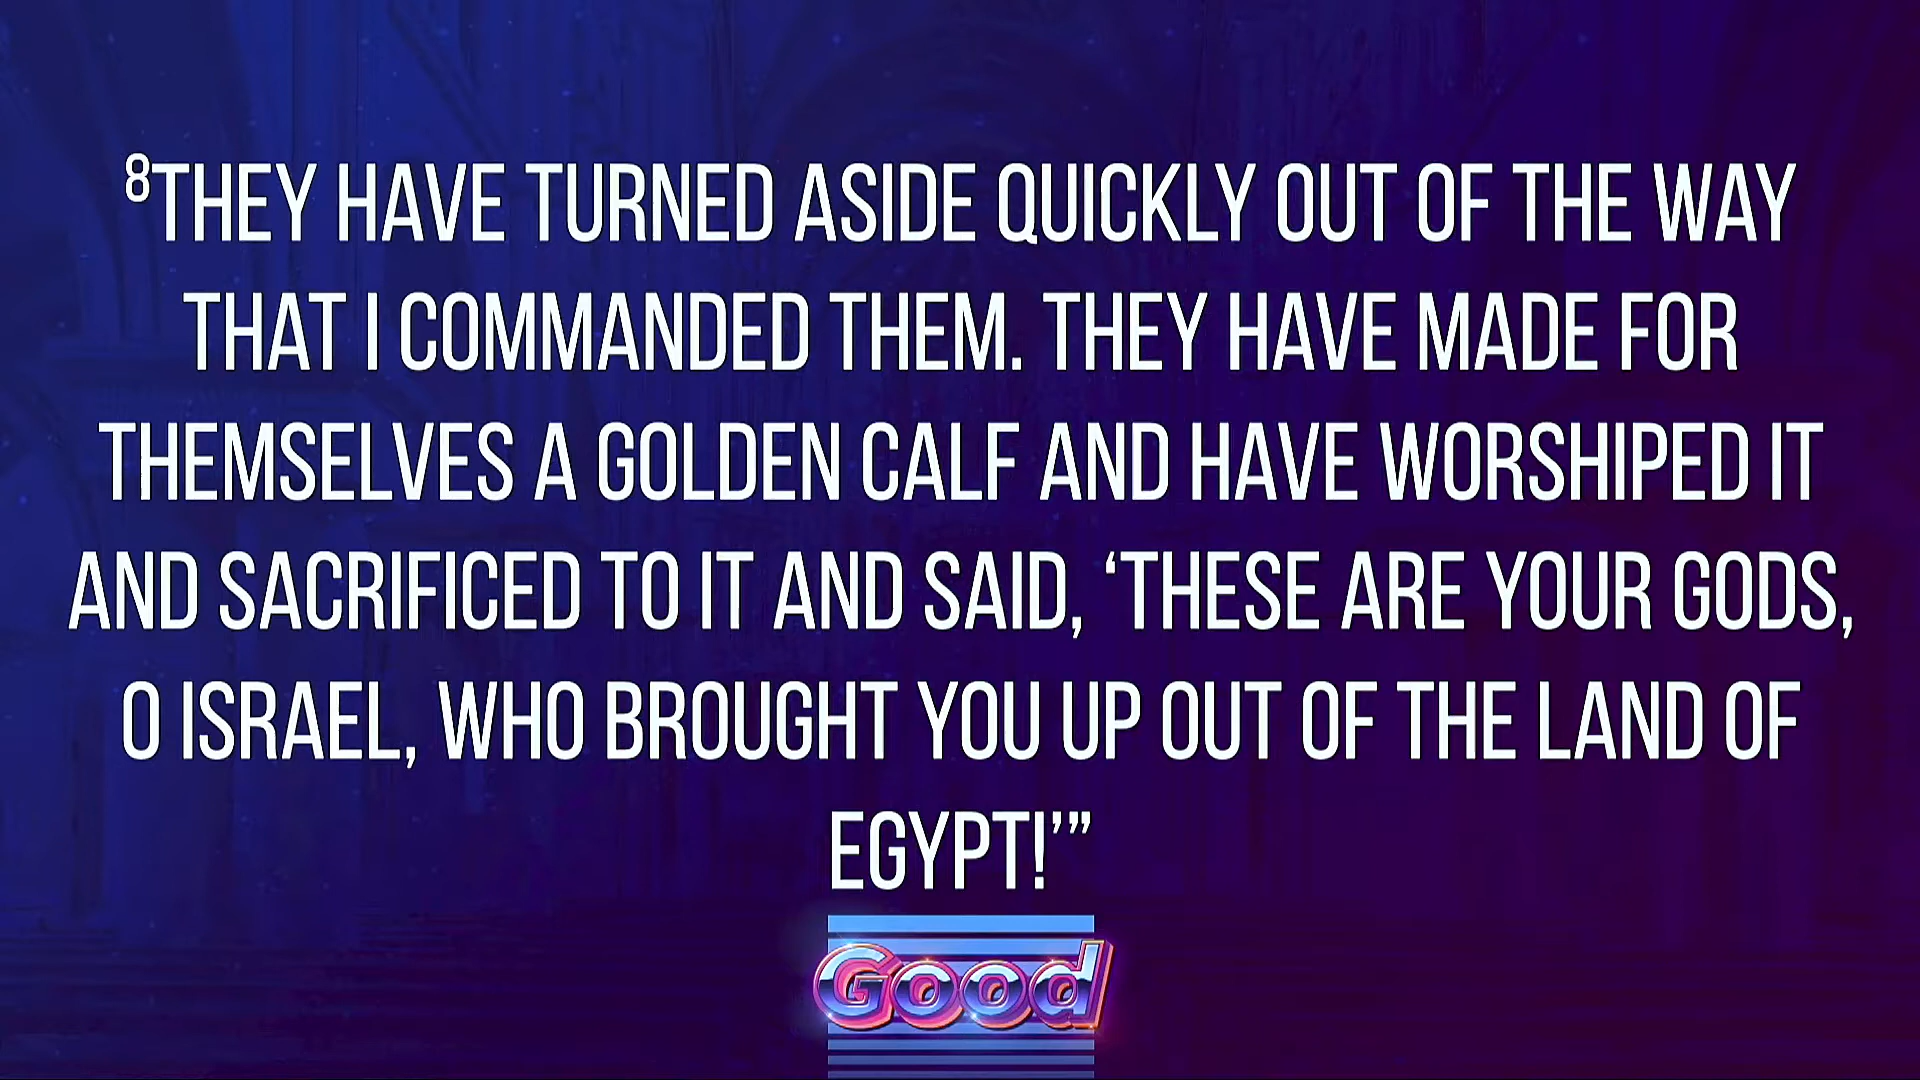 ⁸THEY HAVE TURNED ASIDE QUICKLY OUT OF THE WAY
THAT I COMMANDED THEM. THEY HAVE MADE FOR
THEMSELVES A GOLDEN CALF AND HAVE WORSHIPED IT
AND SACRIFICED TO IT AND SAID, ‘THESE ARE YOUR GODS,
O ISRAEL, WHO BROUGHT YOU UP OUT OF THE LAND OF
EGYPT!’”
Good